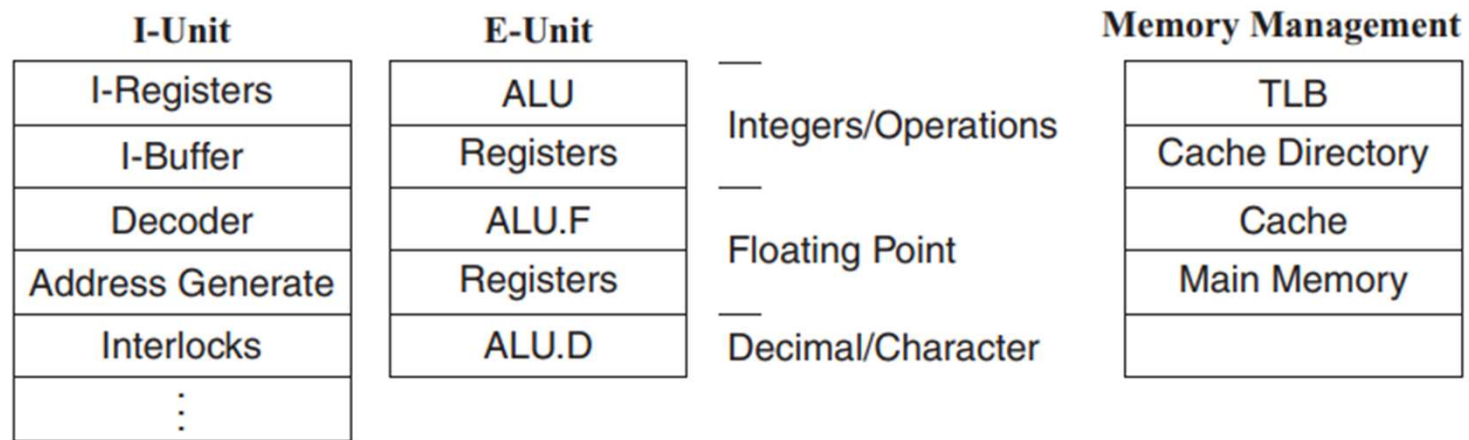 I-Unit
I-Registers
I-Buffer
Decoder
Address Generate
Interlocks
⋮
E-Unit
ALU
Registers
ALU.F
Registers
ALU.D
Integers/Operations
Floating Point
Decimal/Character
Memory Management
TLB
Cache Directory
Cache
Main Memory